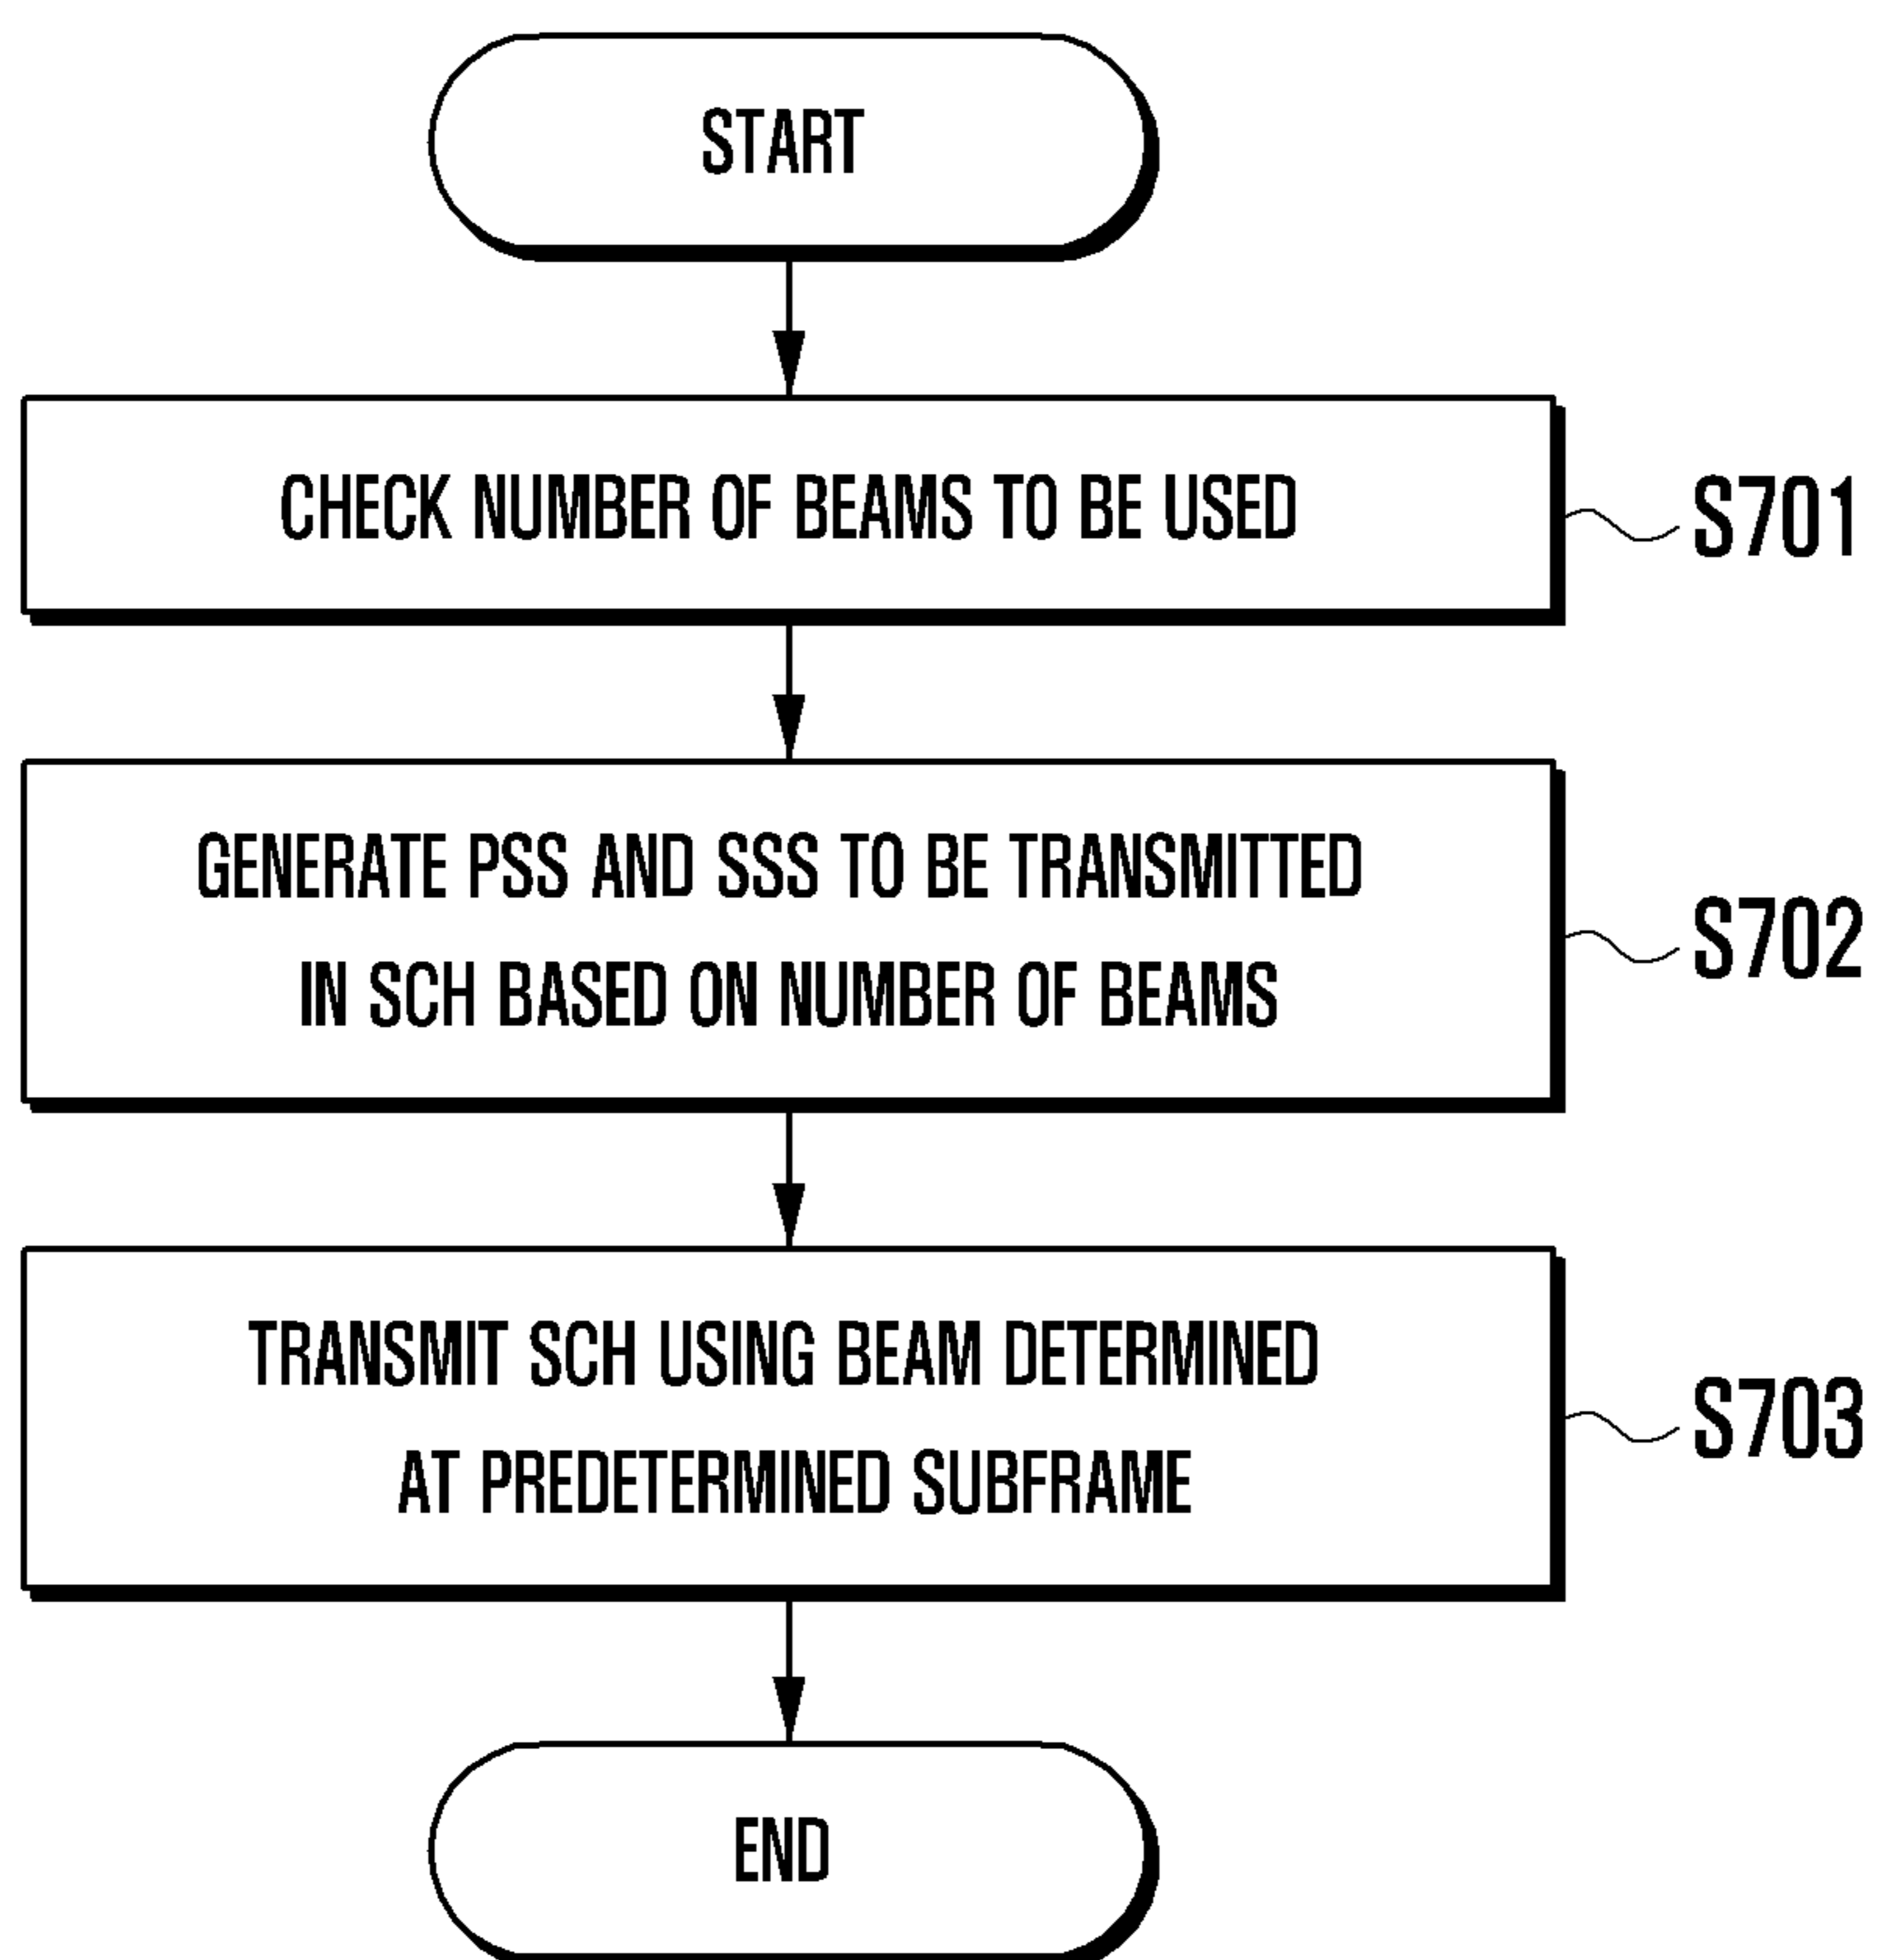 START
CHECK NUMBER OF BEAMS TO BE USED
S701
GENERATE PSS AND SSS TO BE TRANSMITTED
IN SCH BASED ON NUMBER OF BEAMS
S702
TRANSMIT SCH USING BEAM DETERMINED
AT PREDETERMINED SUBFRAME
S703
END